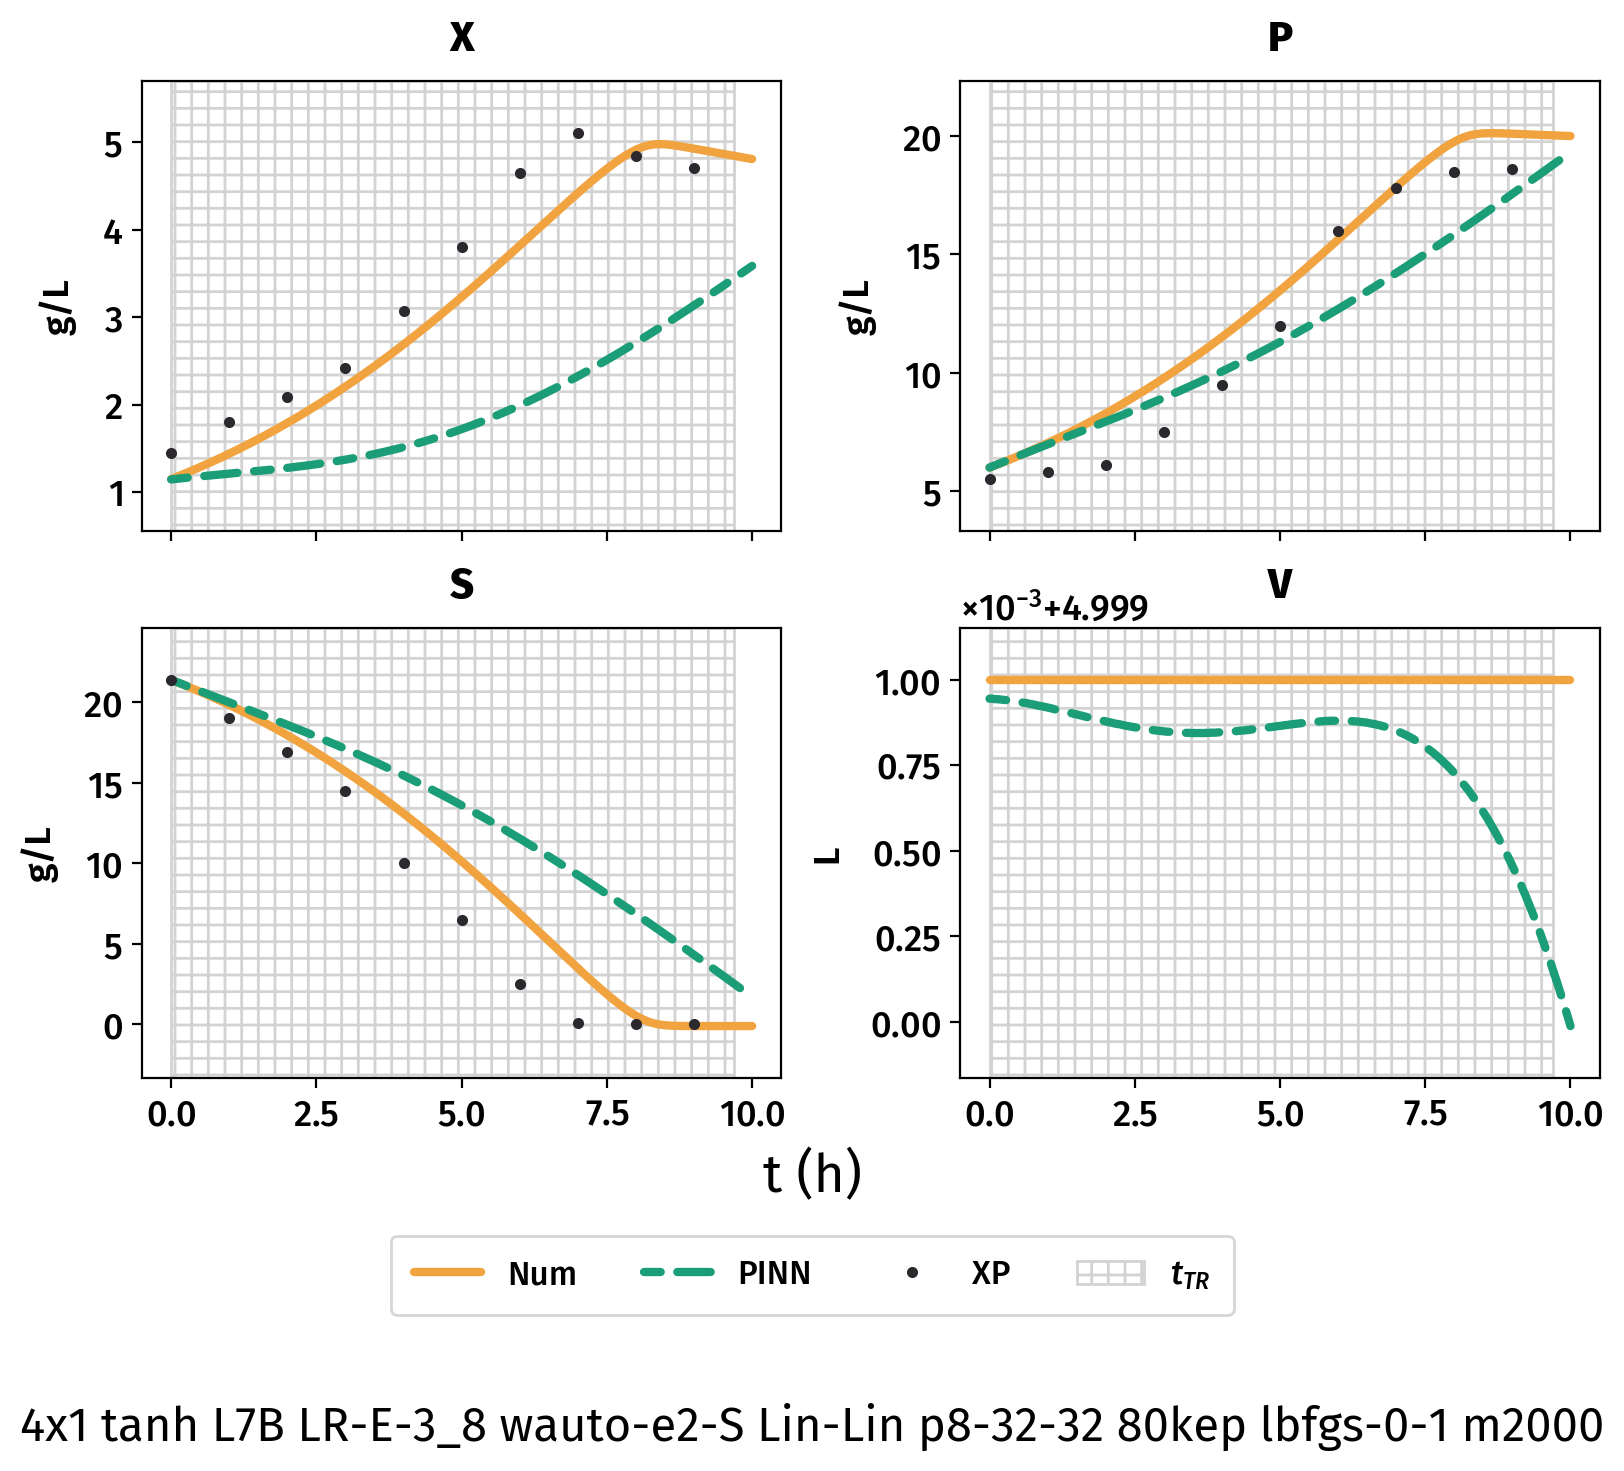 X
P
5
4
3
2
1
g/L
20
15
10
5
g/L
S
V
×10⁻³+4.999
20
15
10
5
0
g/L
1.00
0.75
0.50
0.25
0.00
L
0.0 2.5 5.0 7.5 10.0
0.0 2.5 5.0 7.5 10.0
t (h)
Num PINN XP t_TR
4x1 tanh L7B LR-E-3_8 wauto-e2-S Lin-Lin p8-32-32 80kep lbfgs-0-1 m2000